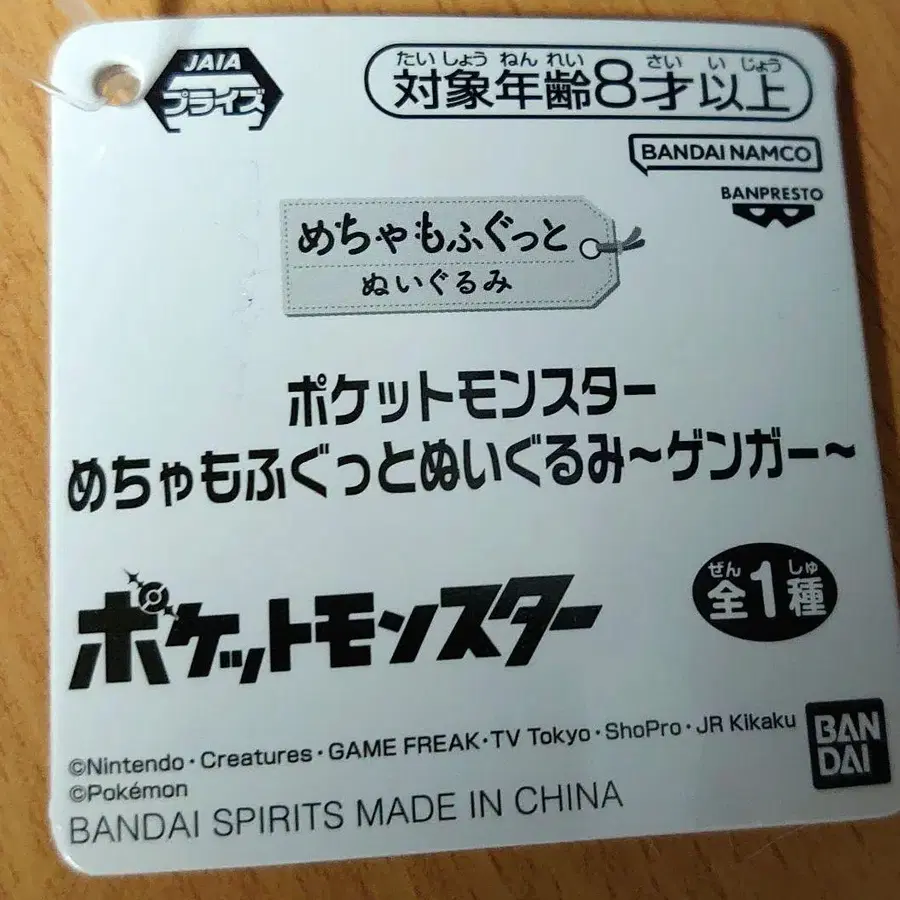 JAIA
プライズ
たいしょうねんれい さい いじょう
対象年齢8才以上
BANDAI NAMCO
BANPRESTO
めちゃもふぐっと
ぬいぐるみ
ポケットモンスター
めちゃもふぐっとぬいぐるみ～ゲンガー～
ポケットモンスター
ぜん しゅ
全1種
©Nintendo・Creatures・GAME FREAK・TV Tokyo・ShoPro・JR Kikaku
©Pokémon
BANDAI SPIRITS MADE IN CHINA
BAN
DAI